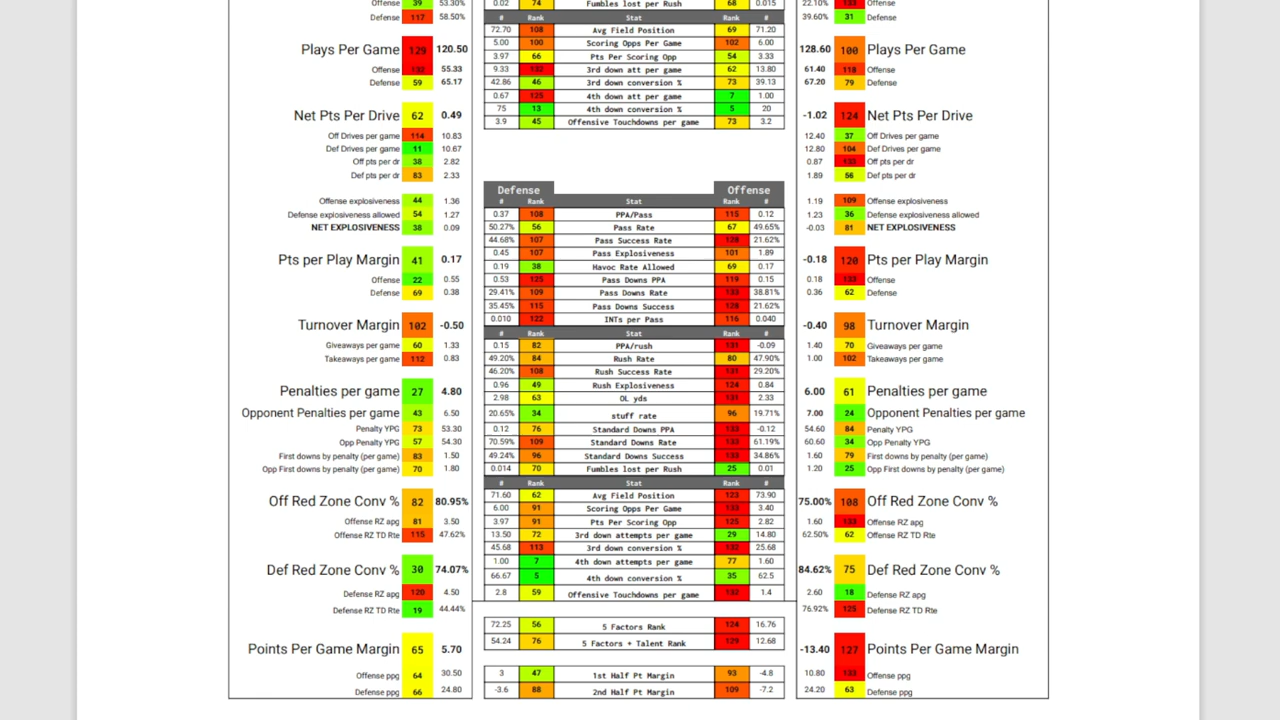 Offense 39 53.30% 0.02 74 Fumbles lost per Rush 68 0.015 22.10% Offense
Defense 117 58.50% # Rank Stat Rank # 39.60% 31 Defense
72.70 108 Avg Field Position 69 71.20
Plays Per Game 129 120.50 5.00 100 Scoring Opps Per Game 102 6.00 128.60 100 Plays Per Game
3.97 66 Pts Per Scoring Opp 54 3.33
Offense 132 55.33 9.33 132 3rd down att per game 62 13.80 61.40 118 Offense
Defense 59 65.17 42.86 46 3rd down conversion % 73 39.13 67.20 79 Defense
0.67 125 4th down att per game 7 1.00
Net Pts Per Drive 62 0.49 75 13 4th down conversion % 5 20 -1.02 124 Net Pts Per Drive
3.9 45 Offensive Touchdowns per game 73 3.2
Off Drives per game 114 10.83 12.40 37 Off Drives per game
Def Drives per game 11 10.67 12.80 104 Def Drives per game
Off pts per dr 38 2.82 0.87 133 Off pts per dr
Def pts per dr 83 2.33 1.89 56 Def pts per dr
Defense Offense
Offense explosiveness 44 1.36 # Rank Stat Rank # 1.19 109 Offense explosiveness
Defense explosiveness allowed 54 1.27 0.37 108 PPA/Pass 115 0.12 1.23 36 Defense explosiveness allowed
NET EXPLOSIVENESS 38 0.09 50.27% 56 Pass Rate 67 49.65% -0.03 81 NET EXPLOSIVENESS
44.68% 107 Pass Success Rate 128 21.62%
Pts per Play Margin 41 0.17 0.45 107 Pass Explosiveness 101 1.89 -0.18 120 Pts per Play Margin
0.19 38 Havoc Rate Allowed 69 0.17
Offense 22 0.55 0.53 125 Pass Downs PPA 119 0.15 0.18 133 Offense
Defense 69 0.38 29.41% 109 Pass Downs Rate 133 38.81% 0.36 62 Defense
35.45% 115 Pass Downs Success 128 21.62%
Turnover Margin 102 -0.50 0.010 122 INTs per Pass 116 0.040 -0.40 98 Turnover Margin
# Rank Stat Rank #
Giveaways per game 60 1.33 0.15 82 PPA/rush 131 -0.09 1.40 70 Giveaways per game
Takeaways per game 112 0.83 49.20% 84 Rush Rate 80 47.90% 1.00 102 Takeaways per game
46.20% 108 Rush Success Rate 131 29.20%
Penalties per game 27 4.80 0.96 49 Rush Explosiveness 124 0.84 6.00 61 Penalties per game
2.98 63 OL yds 131 2.33
Opponent Penalties per game 43 6.50 20.65% 34 stuff rate 96 19.71% 7.00 24 Opponent Penalties per game
Penalty YPG 73 53.30 0.12 76 Standard Downs PPA 133 -0.12 54.60 84 Penalty YPG
Opp Penalty YPG 57 54.30 70.59% 109 Standard Downs Rate 133 61.19% 60.60 34 Opp Penalty YPG
First downs by penalty (per game) 83 1.50 49.24% 96 Standard Downs Success 133 34.86% 1.60 79 First downs by penalty (per game)
Opp First downs by penalty (per game) 70 1.80 0.014 70 Fumbles lost per Rush 25 0.01 1.20 25 Opp First downs by penalty (per game)
# Rank Stat Rank #
Off Red Zone Conv % 82 80.95% 71.60 62 Avg Field Position 123 73.90 75.00% 108 Off Red Zone Conv %
6.00 91 Scoring Opps Per Game 133 3.40
Offense RZ apg 81 3.50 3.97 91 Pts Per Scoring Opp 125 2.82 1.60 133 Offense RZ apg
Offense RZ TD Rte 115 47.62% 13.50 72 3rd down attempts per game 29 14.80 62.50% 62 Offense RZ TD Rte
45.68 113 3rd down conversion % 132 25.68
1.00 7 4th down attempts per game 77 1.60
Def Red Zone Conv % 30 74.07% 66.67 5 4th down conversion % 35 62.5 84.62% 75 Def Red Zone Conv %
Defense RZ apg 120 4.50 2.8 59 Offensive Touchdowns per game 132 1.4 2.60 18 Defense RZ apg
Defense RZ TD Rte 19 44.44% 76.92% 125 Defense RZ TD Rte
72.25 56 5 Factors Rank 124 16.76
54.24 76 5 Factors + Talent Rank 129 12.68
Points Per Game Margin 65 5.70 -13.40 127 Points Per Game Margin
Offense ppg 64 30.50 3 47 1st Half Pt Margin 93 -4.8 10.80 133 Offense ppg
Defense ppg 66 24.80 -3.6 88 2nd Half Pt Margin 109 -7.2 24.20 63 Defense ppg